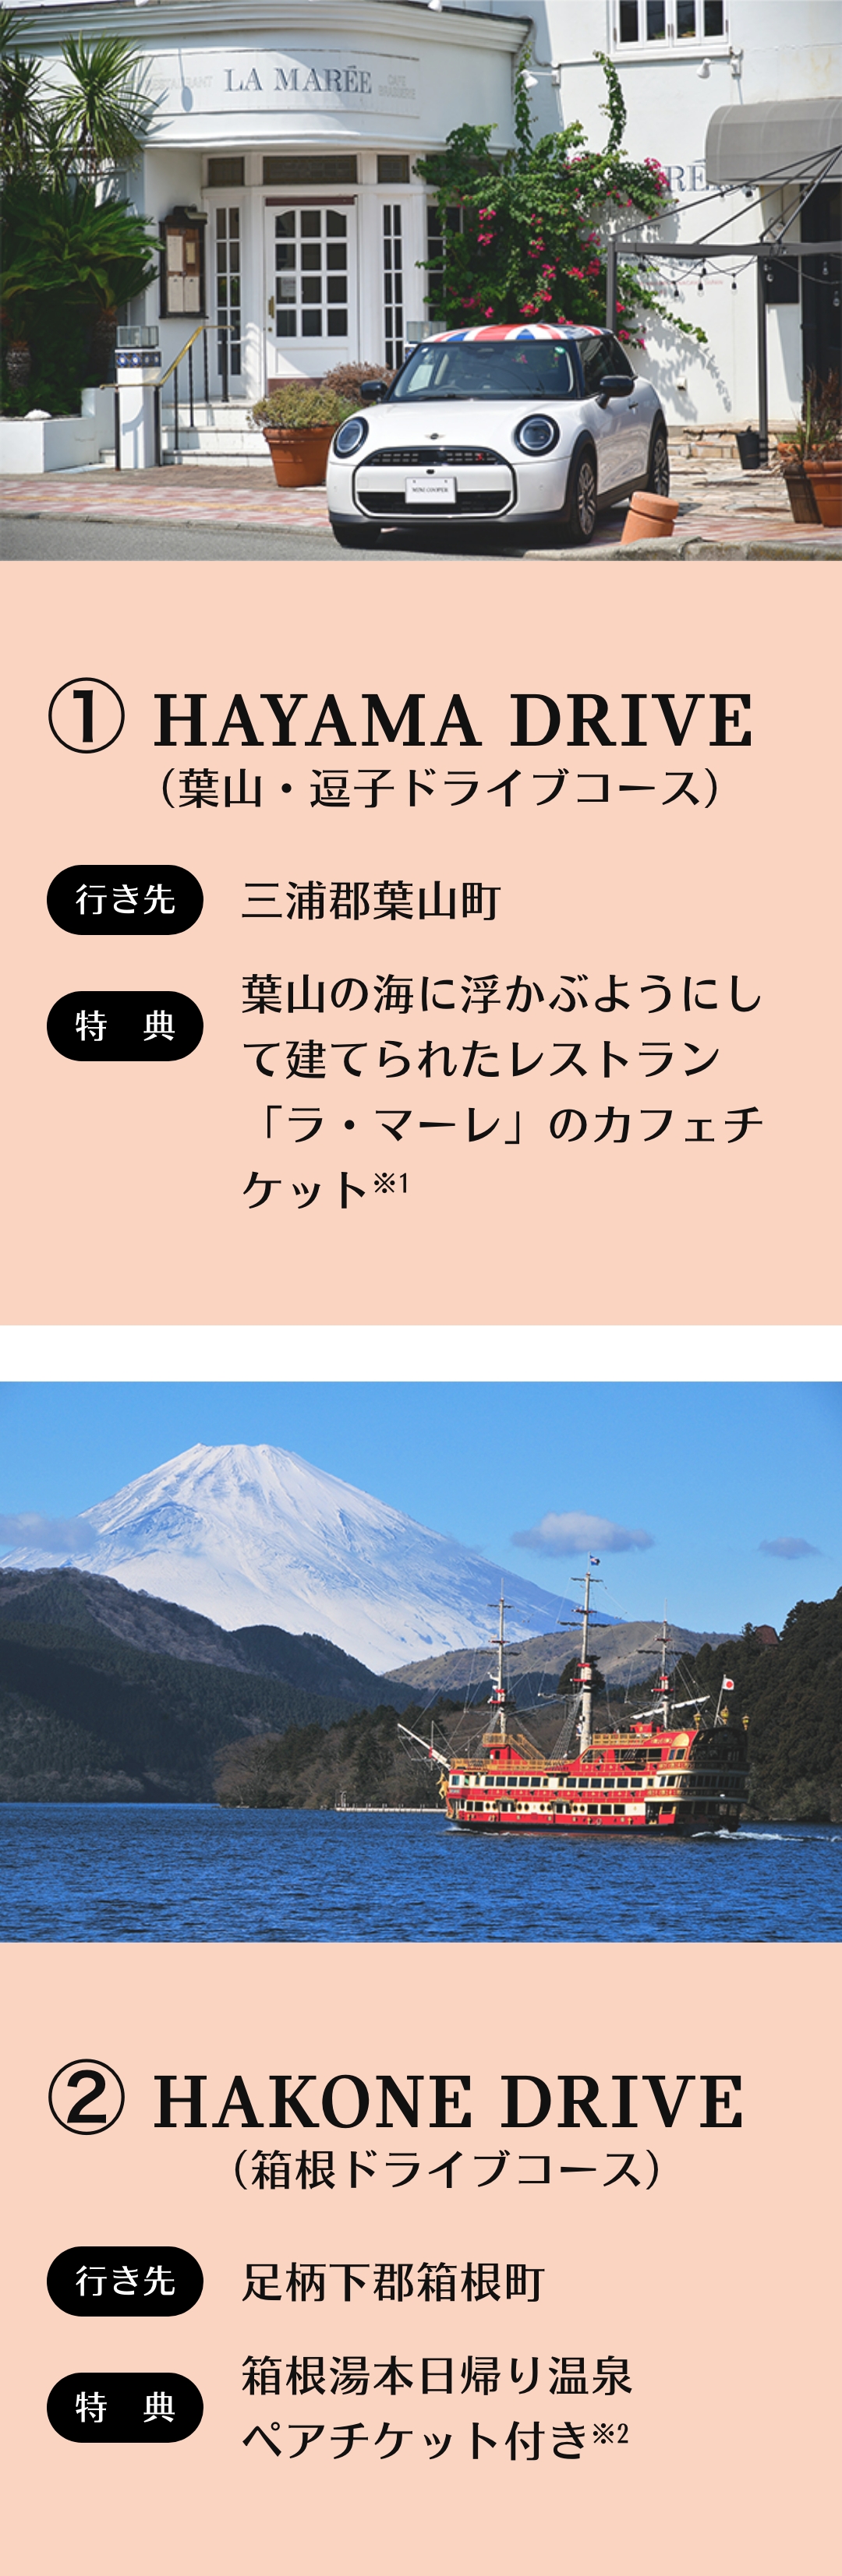 RESTAURANT LA MARÉE CAFE
BRASSERIE
MINI COOPER
① HAYAMA DRIVE
（葉山・逗子ドライブコース）
行き先 三浦郡葉山町
特　典 葉山の海に浮かぶようにし
て建てられたレストラン
「ラ・マーレ」のカフェチ
ケット※1
② HAKONE DRIVE
（箱根ドライブコース）
行き先 足柄下郡箱根町
特　典 箱根湯本日帰り温泉
ペアチケット付き※2